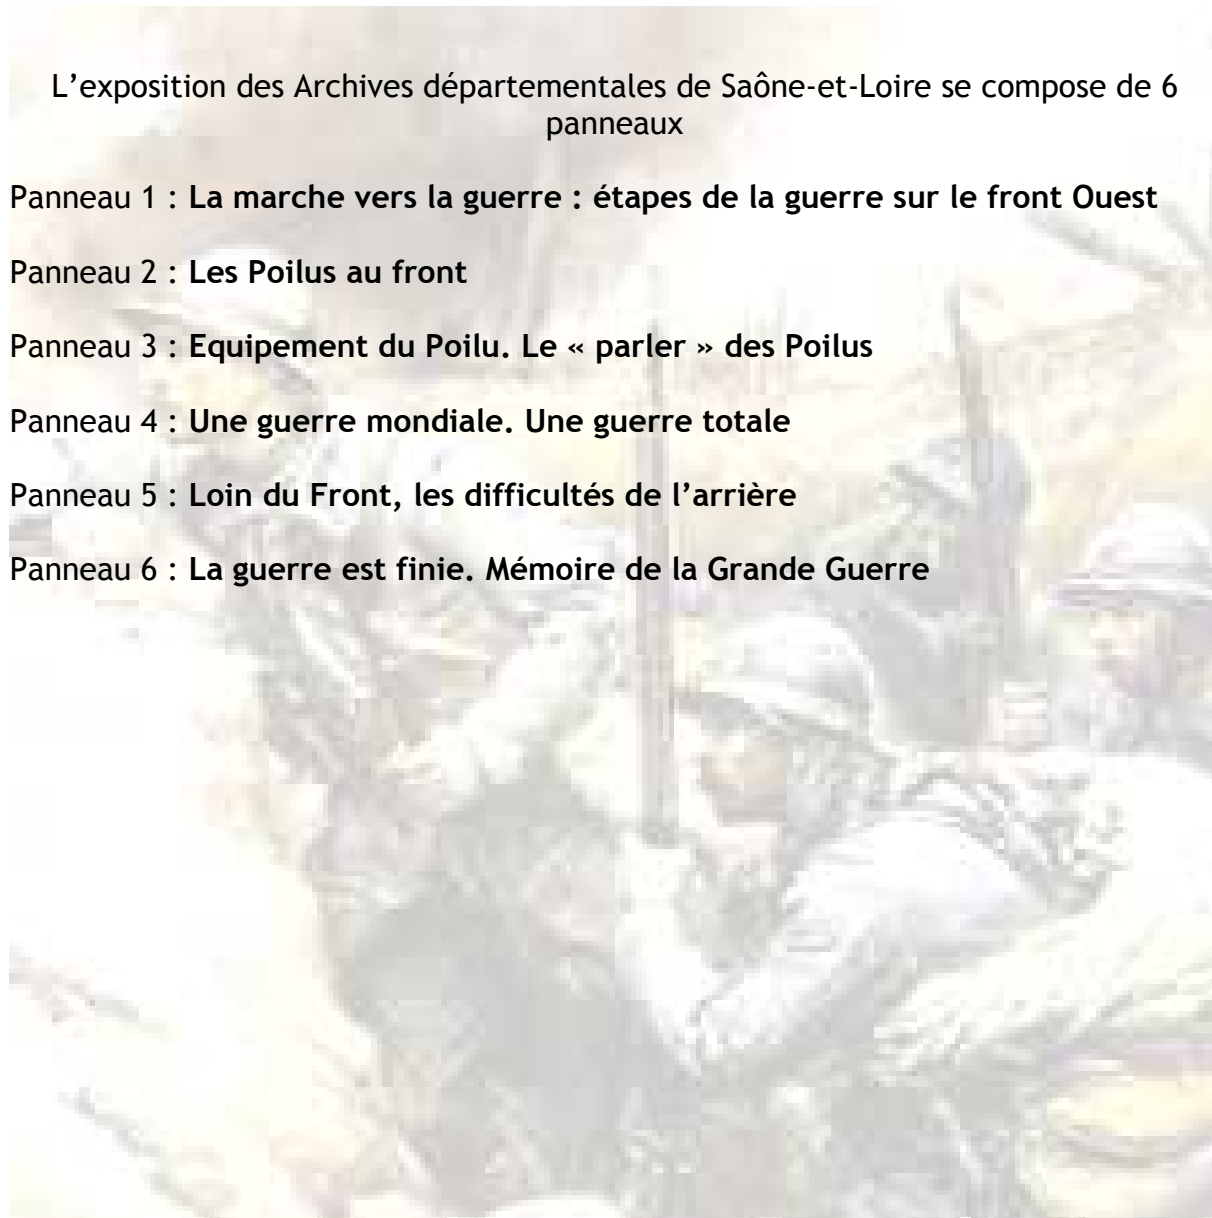 L’exposition des Archives départementales de Saône-et-Loire se compose de 6
panneaux
Panneau 1 : La marche vers la guerre : étapes de la guerre sur le front Ouest
Panneau 2 : Les Poilus au front
Panneau 3 : Equipement du Poilu. Le « parler » des Poilus
Panneau 4 : Une guerre mondiale. Une guerre totale
Panneau 5 : Loin du Front, les difficultés de l’arrière
Panneau 6 : La guerre est finie. Mémoire de la Grande Guerre